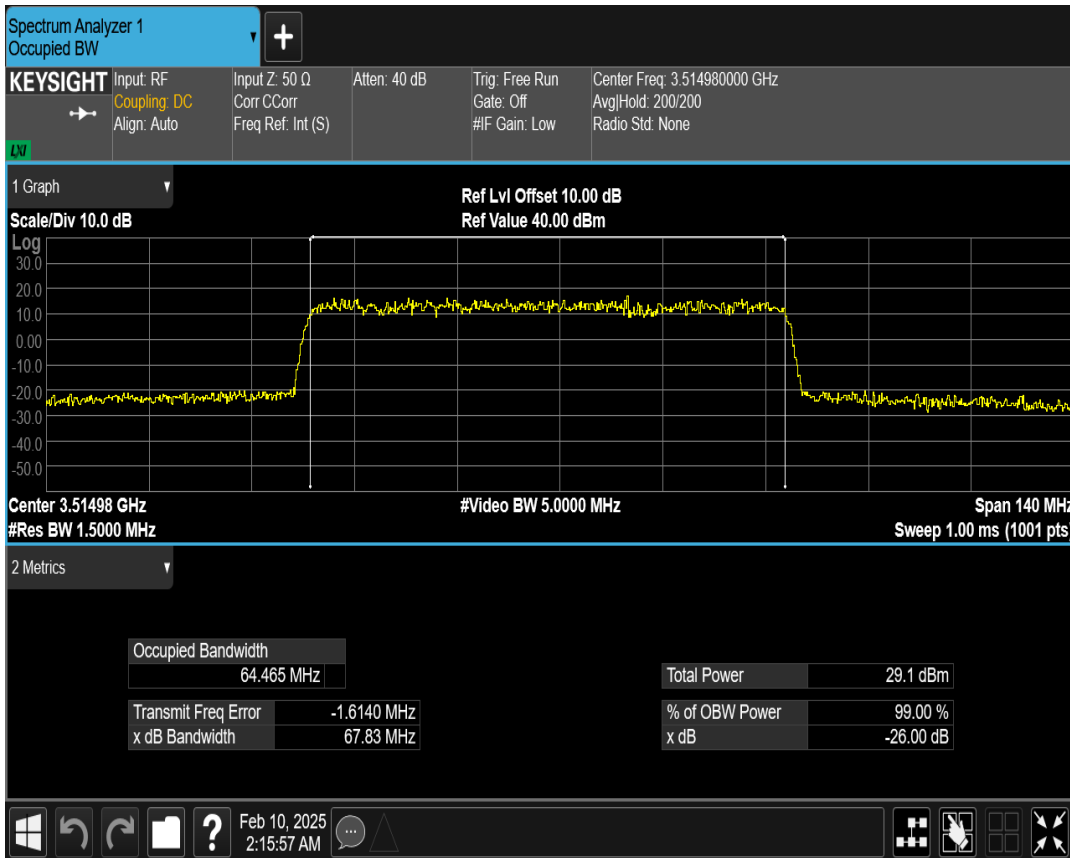 Spectrum Analyzer 1
Occupied BW
KEYSIGHT
Input: RF
Coupling: DC
Align: Auto
Input Z: 50 Ω
Corr CCorr
Freq Ref: Int (S)
Atten: 40 dB
Trig: Free Run
Gate: Off
#IF Gain: Low
Center Freq: 3.514980000 GHz
Avg|Hold: 200/200
Radio Std: None
LXI
1 Graph
Ref Lvl Offset 10.00 dB
Scale/Div 10.0 dB
Ref Value 40.00 dBm
Log
30.0
20.0
10.0
0.00
-10.0
-20.0
-30.0
-40.0
-50.0
Center 3.51498 GHz
#Video BW 5.0000 MHz
Span 140 MHz
#Res BW 1.5000 MHz
Sweep 1.00 ms (1001 pts)
2 Metrics
Occupied Bandwidth
64.465 MHz
Total Power 29.1 dBm
Transmit Freq Error -1.6140 MHz
% of OBW Power 99.00 %
x dB Bandwidth 67.83 MHz
x dB -26.00 dB
?
Feb 10, 2025
2:15:57 AM